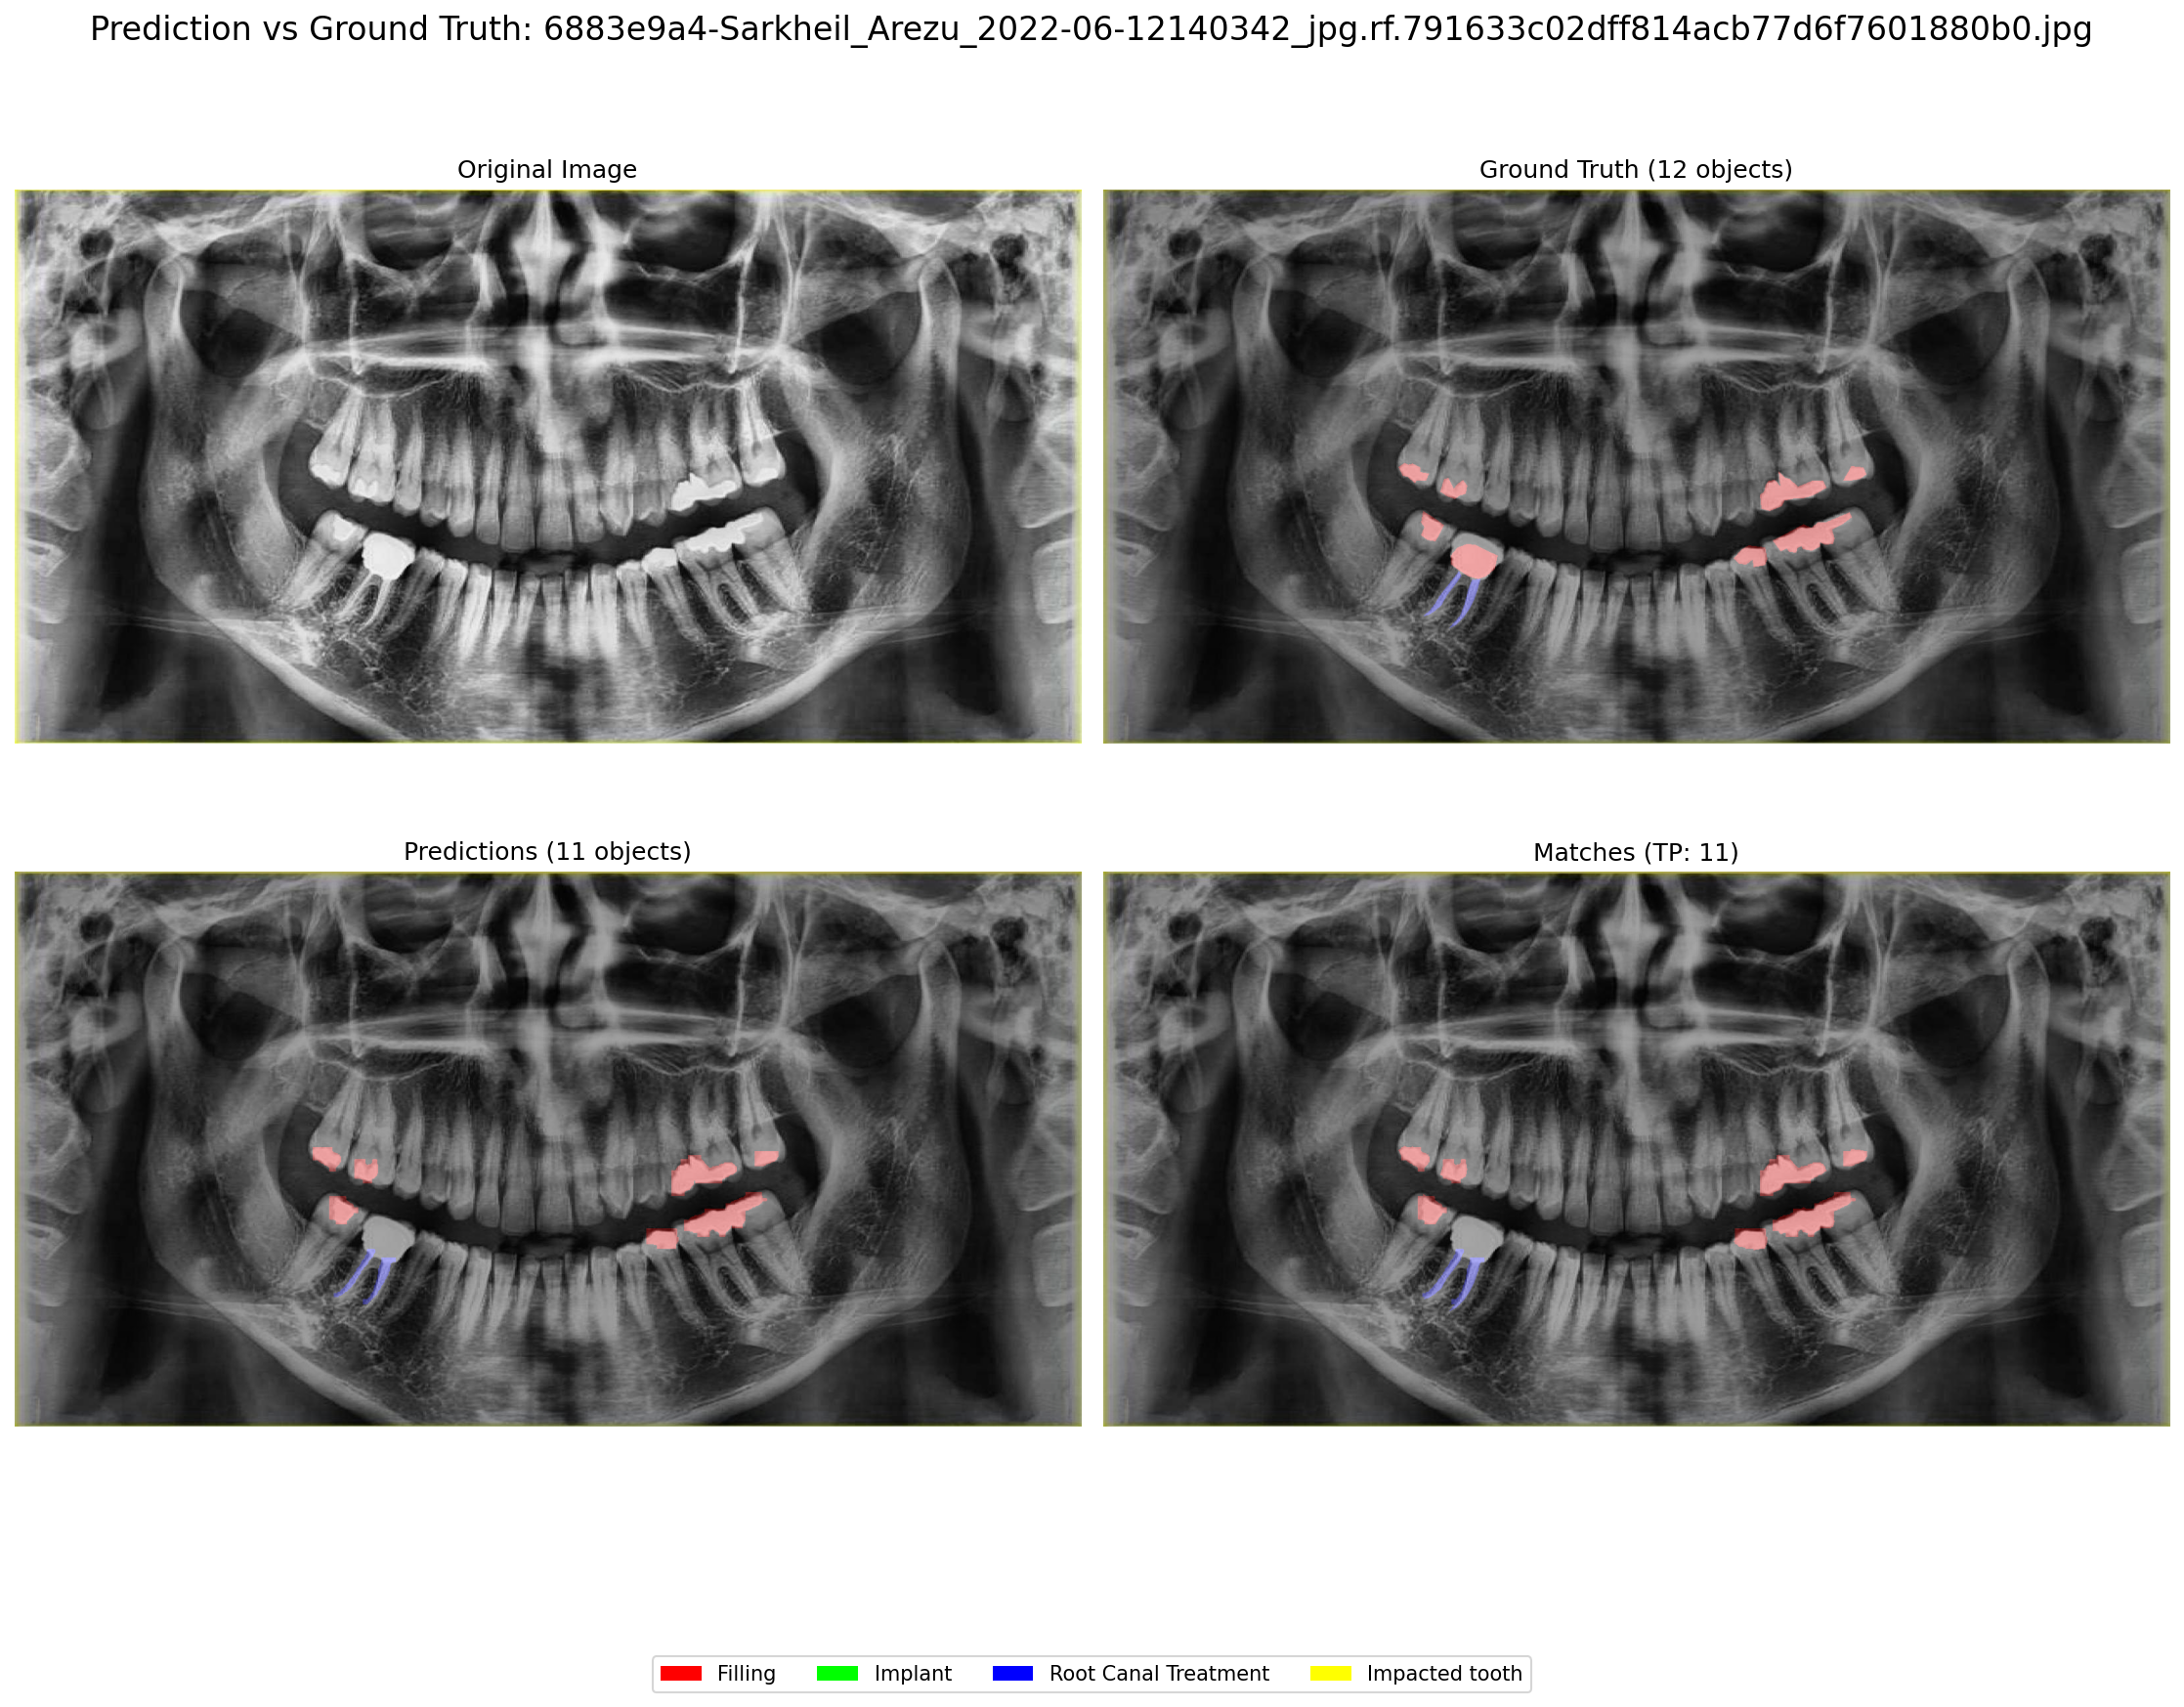 Prediction vs Ground Truth: 6883e9a4-Sarkheil_Arezu_2022-06-12140342_jpg.rf.791633c02dff814acb77d6f7601880b0.jpg
Original Image
Ground Truth (12 objects)
Predictions (11 objects)
Matches (TP: 11)
Filling
Implant
Root Canal Treatment
Impacted tooth